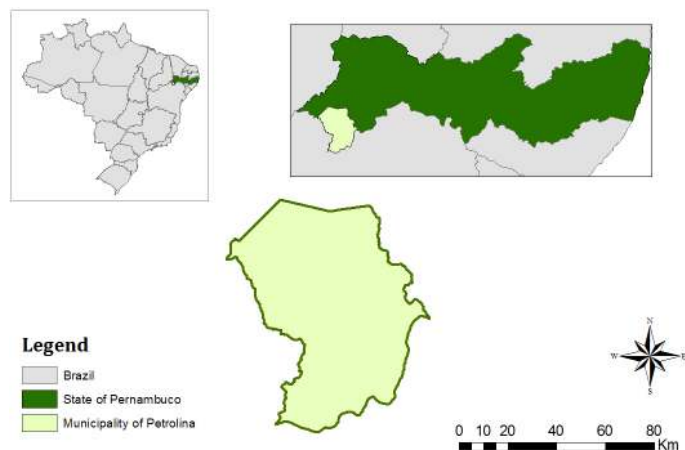 Legend
Brazil
State of Pernambuco
Municipality of Petrolina
N
W
E
S
0 10 20 40 60 80
Km